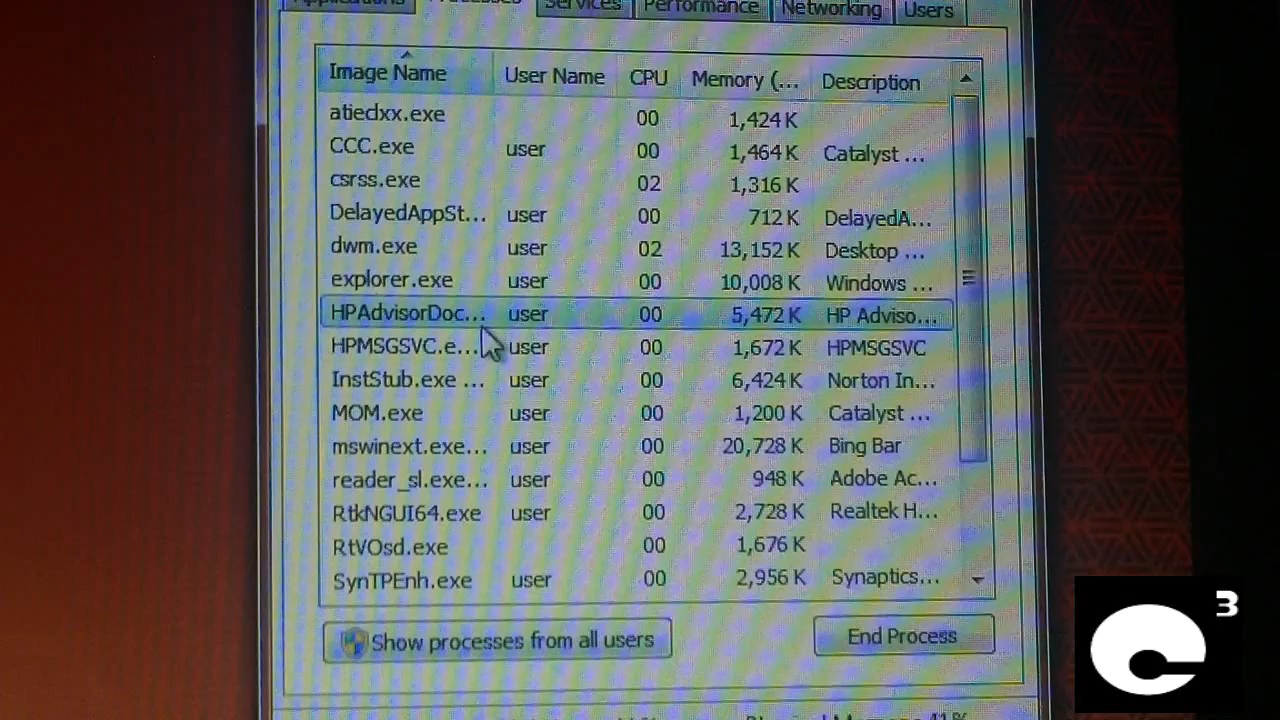 Applications Processes Services Performance Networking Users
Image Name User Name CPU Memory (... Description
atiedxx.exe 00 1,424 K
CCC.exe user 00 1,464 K Catalyst ...
csrss.exe 02 1,316 K
DelayedAppSt... user 00 712 K DelayedA...
dwm.exe user 02 13,152 K Desktop ...
explorer.exe user 00 10,008 K Windows ...
HPAdvisorDoc... user 00 5,472 K HP Adviso...
HPMSGSVC.e... user 00 1,672 K HPMSGSVC
InstStub.exe ... user 00 6,424 K Norton In...
MOM.exe user 00 1,200 K Catalyst ...
mswinext.exe... user 00 20,728 K Bing Bar
reader_sl.exe... user 00 948 K Adobe Ac...
RtkNGUI64.exe user 00 2,728 K Realtek H...
RtVOsd.exe 00 1,676 K
SynTPEnh.exe user 00 2,956 K Synaptics...
Show processes from all users End Process
3
Physical Memory: 41%